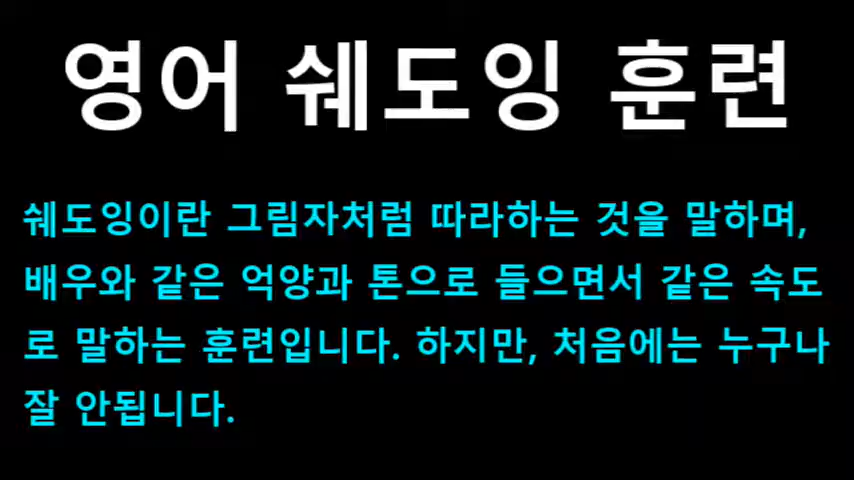 영어 쉐도잉 훈련
쉐도잉이란 그림자처럼 따라하는 것을 말하며,
배우와 같은 억양과 톤으로 들으면서 같은 속도
로 말하는 훈련입니다. 하지만, 처음에는 누구나
잘 안됩니다.